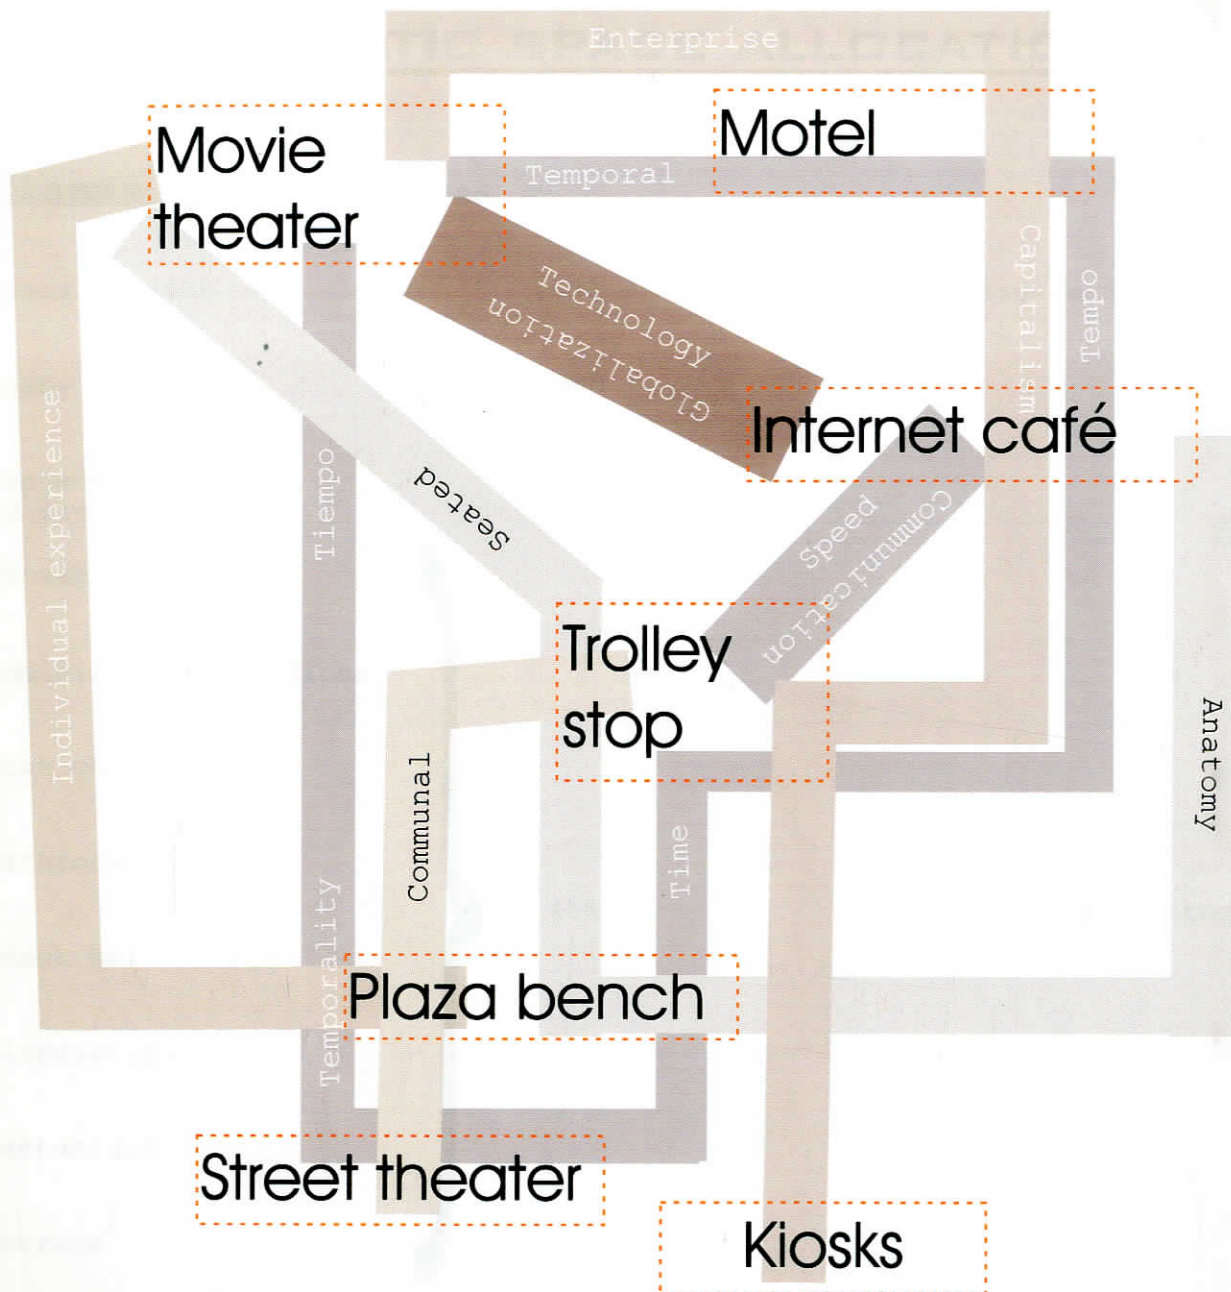 Enterprise
Movie
theater
Motel
Temporal
Technology
Globalization
Capitalism
Tempo
Internet café
Individual experience
Tiempo
Seated
Speed
Communication
Trolley
stop
Anatomy
Communal
Time
Temporality
Plaza bench
Street theater
Kiosks